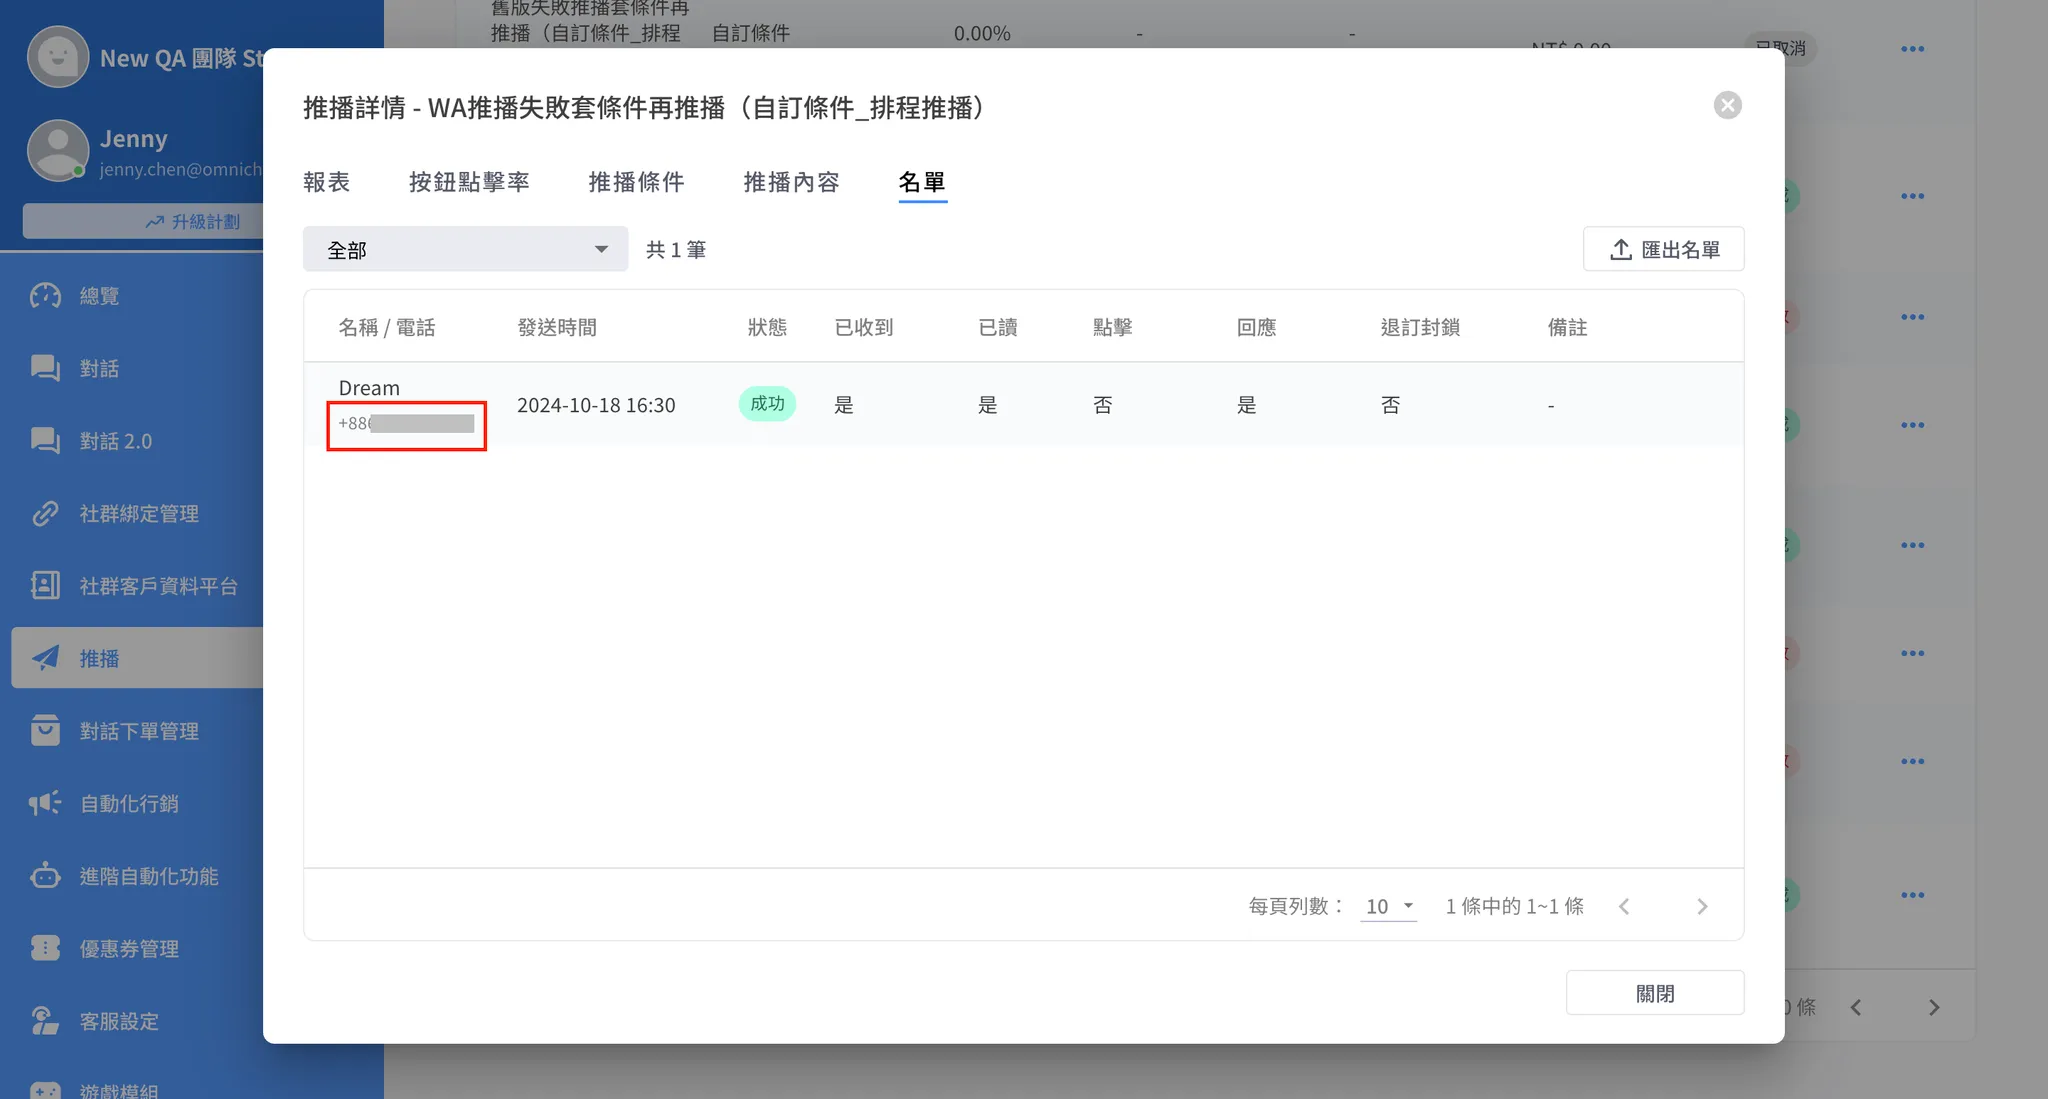 New QA 團隊 St
Jenny
jenny.chen@omnich
升級計劃
總覽
對話
對話 2.0
社群綁定管理
社群客戶資料平台
推播
對話下單管理
自動化行銷
進階自動化功能
優惠券管理
客服設定
遊戲模組
舊版失敗推播套條件再
推播（自訂條件_排程 自訂條件 0.00% - - NT$ 0.00 已取消
推播詳情 - WA推播失敗套條件再推播（自訂條件_排程推播）
報表 按鈕點擊率 推播條件 推播內容 名單
全部 共 1 筆 匯出名單
名稱 / 電話 發送時間 狀態 已收到 已讀 點擊 回應 退訂封鎖 備註
Dream
+886
2024-10-18 16:30 成功 是 是 否 是 否 -
每頁列數： 10 1 條中的 1~1 條
關閉
0 條